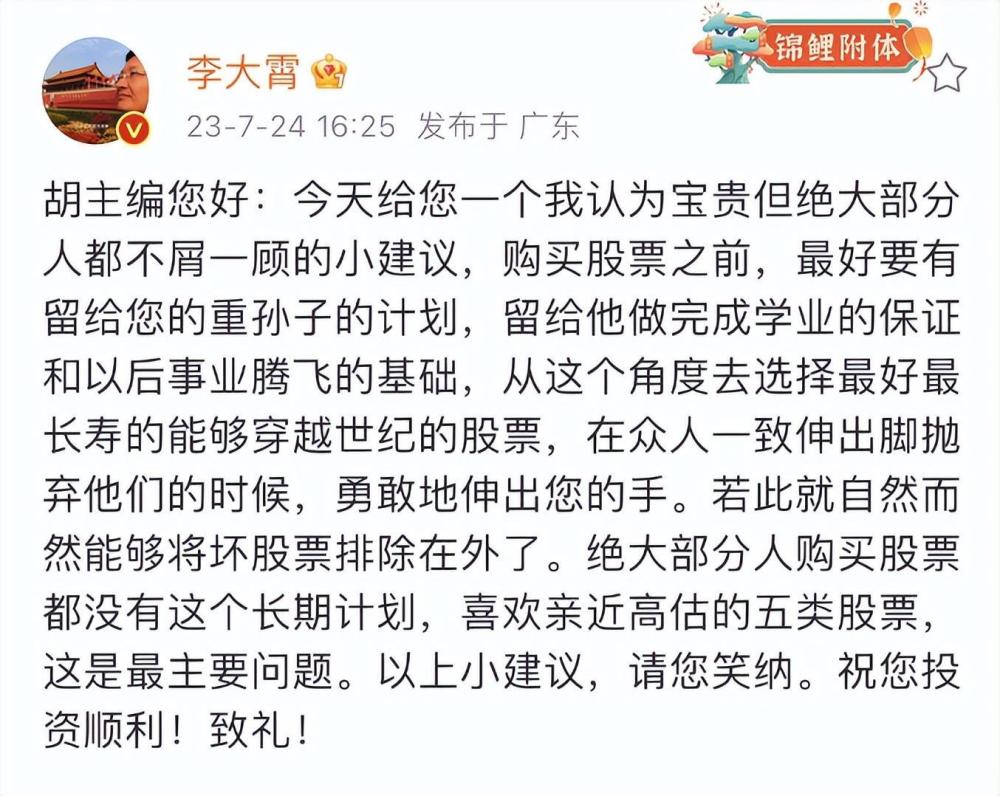 锦鲤附体
李大霄
23-7-24 16:25 发布于 广东
胡主编您好：今天给您一个我认为宝贵但绝大部分
人都不屑一顾的小建议，购买股票之前，最好要有
留给您的重孙子的计划，留给他做完成学业的保证
和以后事业腾飞的基础，从这个角度去选择最好最
长寿的能够穿越世纪的股票，在众人一致伸出脚抛
弃他们的时候，勇敢地伸出您的手。若此就自然而
然能够将坏股票排除在外了。绝大部分人购买股票
都没有这个长期计划，喜欢亲近高估的五类股票，
这是最主要问题。以上小建议，请您笑纳。祝您投
资顺利！致礼！